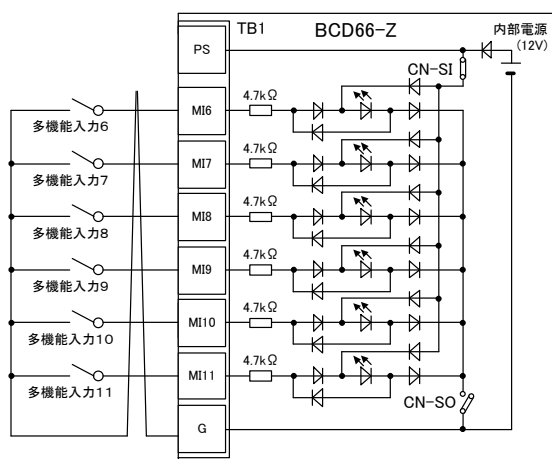 TB1
BCD66-Z
内部電源
(12V)
PS
CN-SI
多機能入力6
MI6
4.7kΩ
多機能入力7
MI7
4.7kΩ
多機能入力8
MI8
4.7kΩ
多機能入力9
MI9
4.7kΩ
多機能入力10
MI10
4.7kΩ
多機能入力11
MI11
4.7kΩ
CN-SO
G